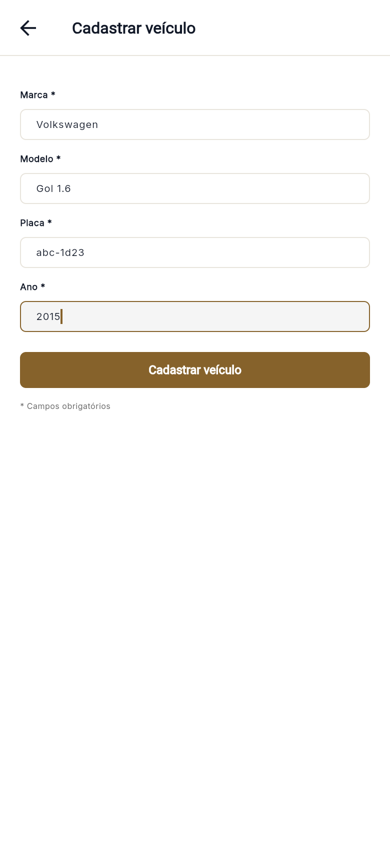 Cadastrar veículo
Marca *
Volkswagen
Modelo *
Gol 1.6
Placa *
abc-1d23
Ano *
2015
Cadastrar veículo
* Campos obrigatórios